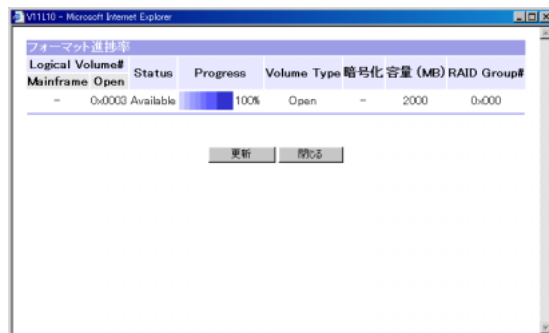 V11L10 - Microsoft Internet Explorer
フォーマット進捗率
Logical Volume# Status Progress Volume Type 暗号化 容量 (MB) RAID Group#
Mainframe Open
- 0x0003 Available 100% Open - 2000 0x000
更新 閉じる